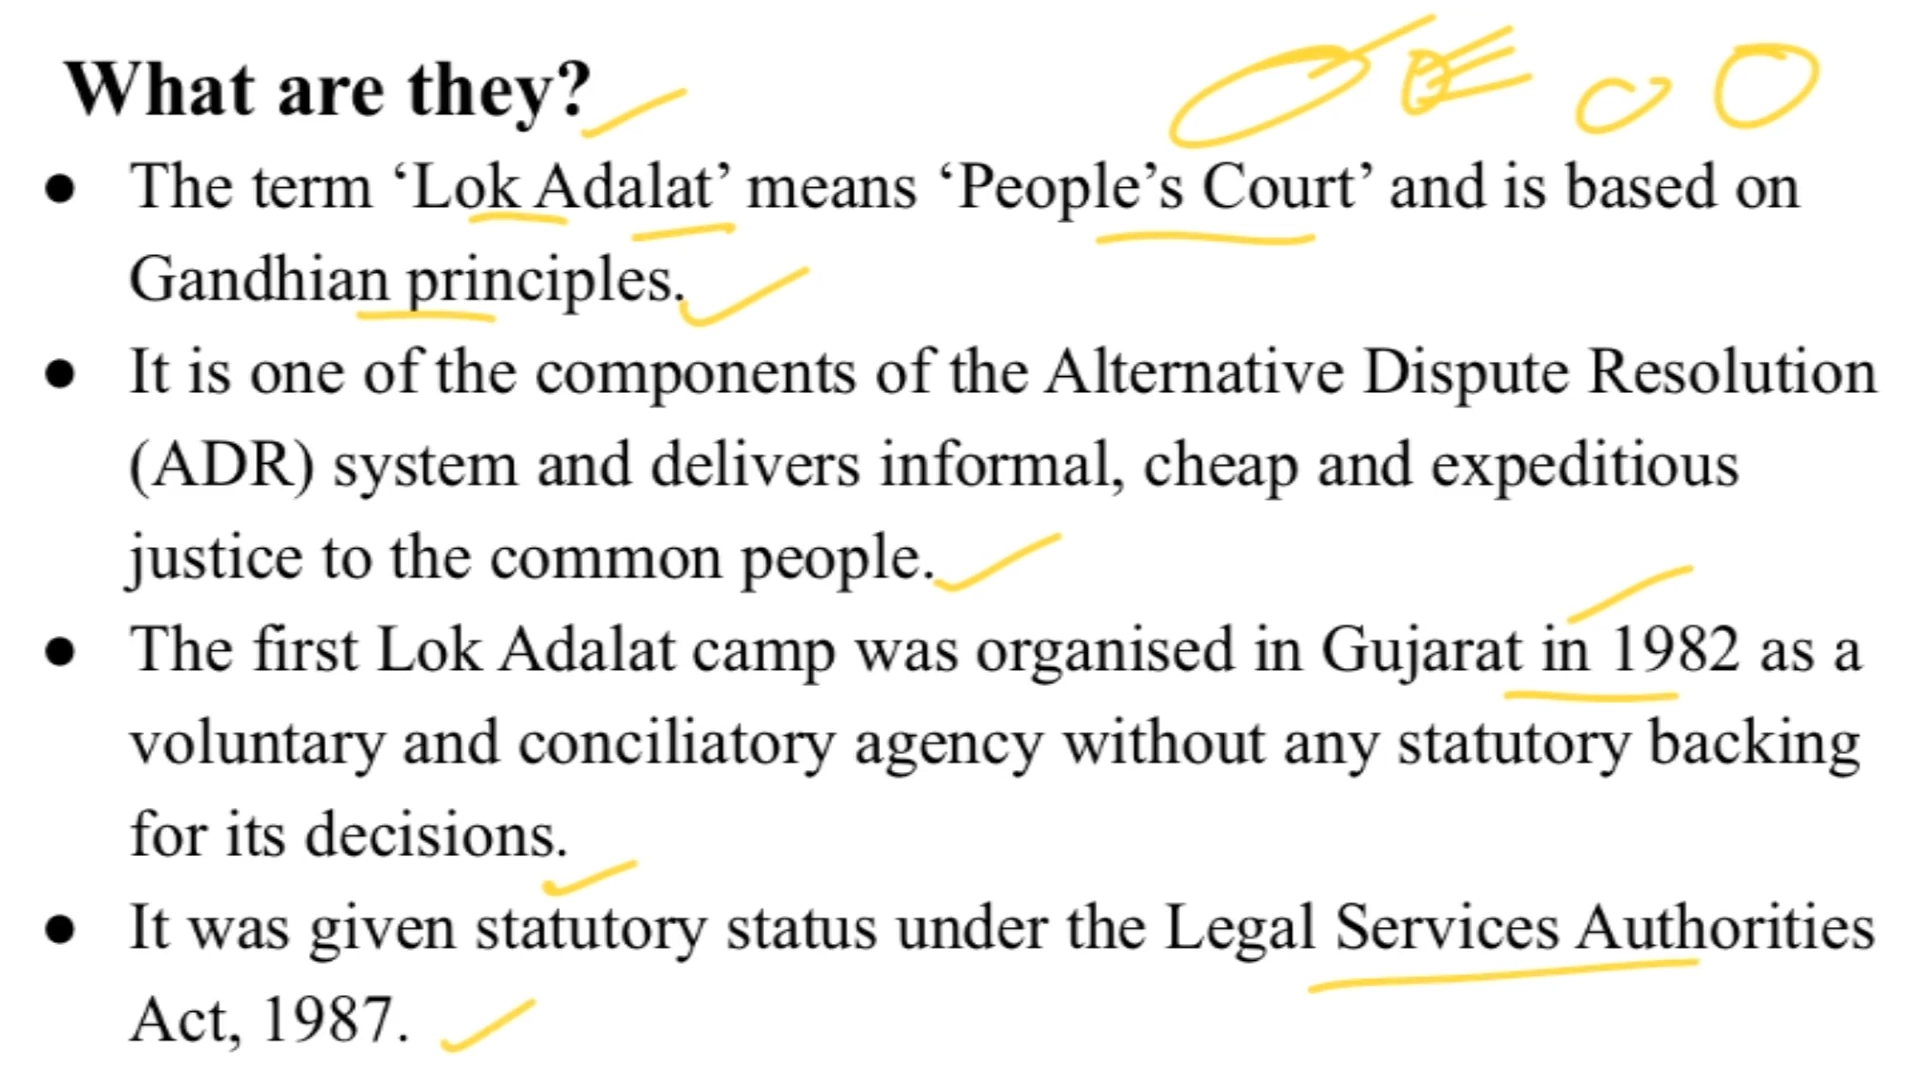 What are they?
● The term ‘Lok Adalat’ means ‘People’s Court’ and is based on
Gandhian principles.
● It is one of the components of the Alternative Dispute Resolution
(ADR) system and delivers informal, cheap and expeditious
justice to the common people.
● The first Lok Adalat camp was organised in Gujarat in 1982 as a
voluntary and conciliatory agency without any statutory backing
for its decisions.
● It was given statutory status under the Legal Services Authorities
Act, 1987.